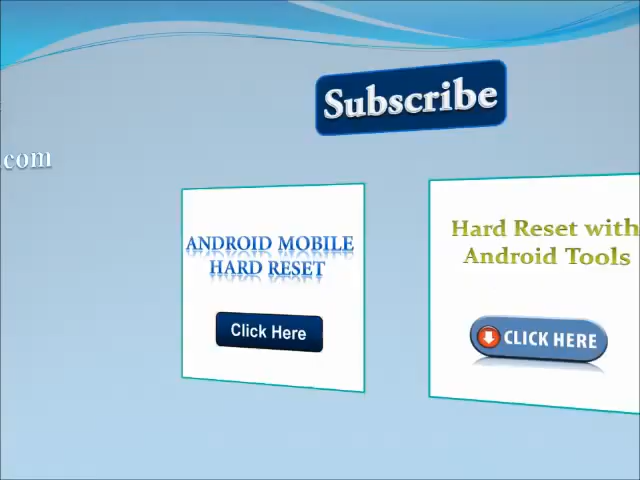 Subscribe
.com
ANDROID MOBILE
HARD RESET
Click Here
Hard Reset with
Android Tools
CLICK HERE